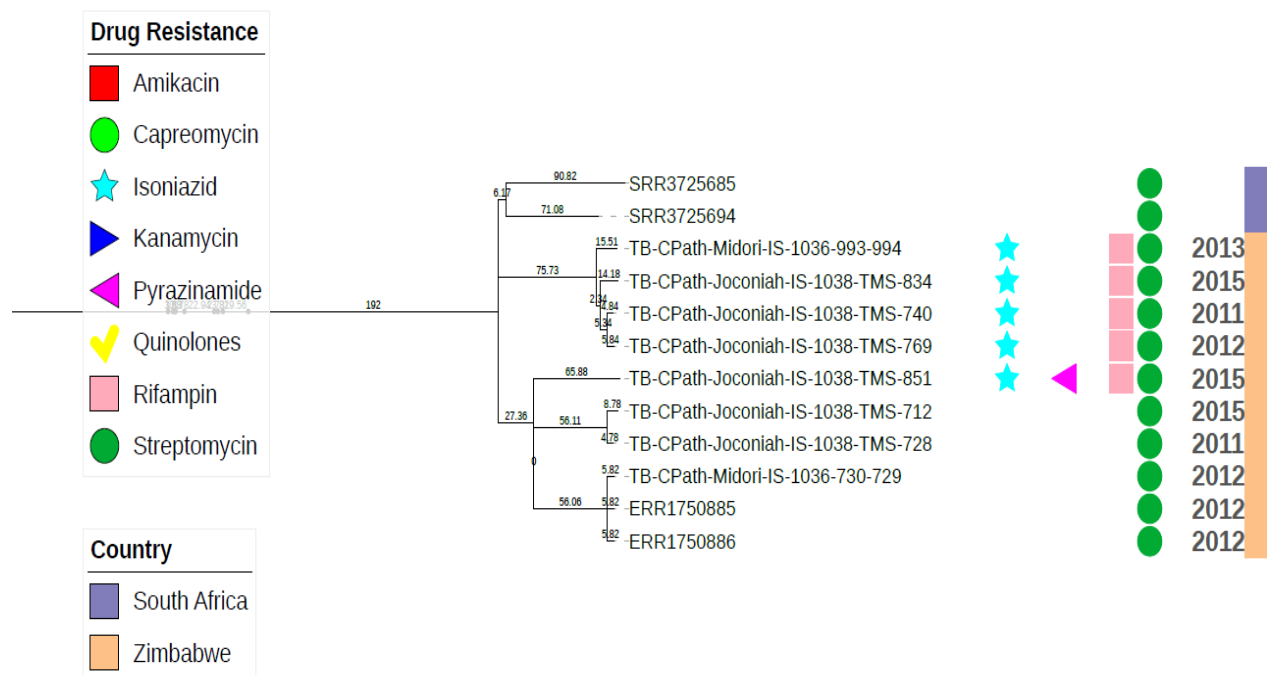 Drug Resistance
Amikacin
Capreomycin
Isoniazid
Kanamycin
Pyrazinamide
Quinolones
Rifampin
Streptomycin
Country
South Africa
Zimbabwe
192
6.17
90.82
SRR3725685
71.08
SRR3725694
75.73
15.51
TB-CPath-Midori-IS-1036-993-994
2013
14.18
TB-CPath-Joconiah-IS-1038-TMS-834
2015
4.84
TB-CPath-Joconiah-IS-1038-TMS-740
2011
5.34
5.84
TB-CPath-Joconiah-IS-1038-TMS-769
2012
27.36
65.88
TB-CPath-Joconiah-IS-1038-TMS-851
2015
56.11
8.78
TB-CPath-Joconiah-IS-1038-TMS-712
2015
4.78
TB-CPath-Joconiah-IS-1038-TMS-728
2011
0
56.06
5.82
TB-CPath-Midori-IS-1036-730-729
2012
5.82
ERR1750885
2012
5.82
ERR1750886
2012